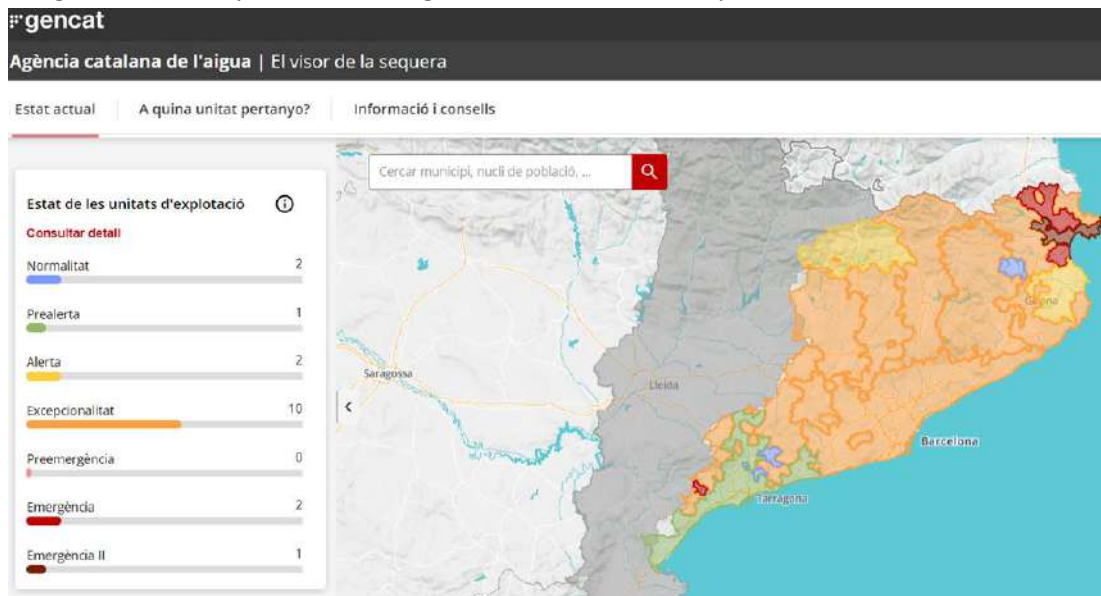 gencat
Agència catalana de l'aigua | El visor de la sequera
Estat actual
A quina unitat pertanyo?
Informació i consells
Cercar municipi, nucli de població, ...
Estat de les unitats d'explotació
Consultar detall
Normalitat 2
Prealerta 1
Alerta 2
Excepcionalitat 10
Preemergència 0
Emergència 2
Emergència II 1
Girona
Saragossa
Lleida
Barcelona
Tarragona